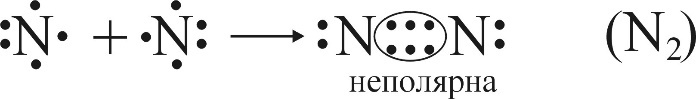 :N· + ·N: ⟶ :N:::N: (N₂)
неполярна